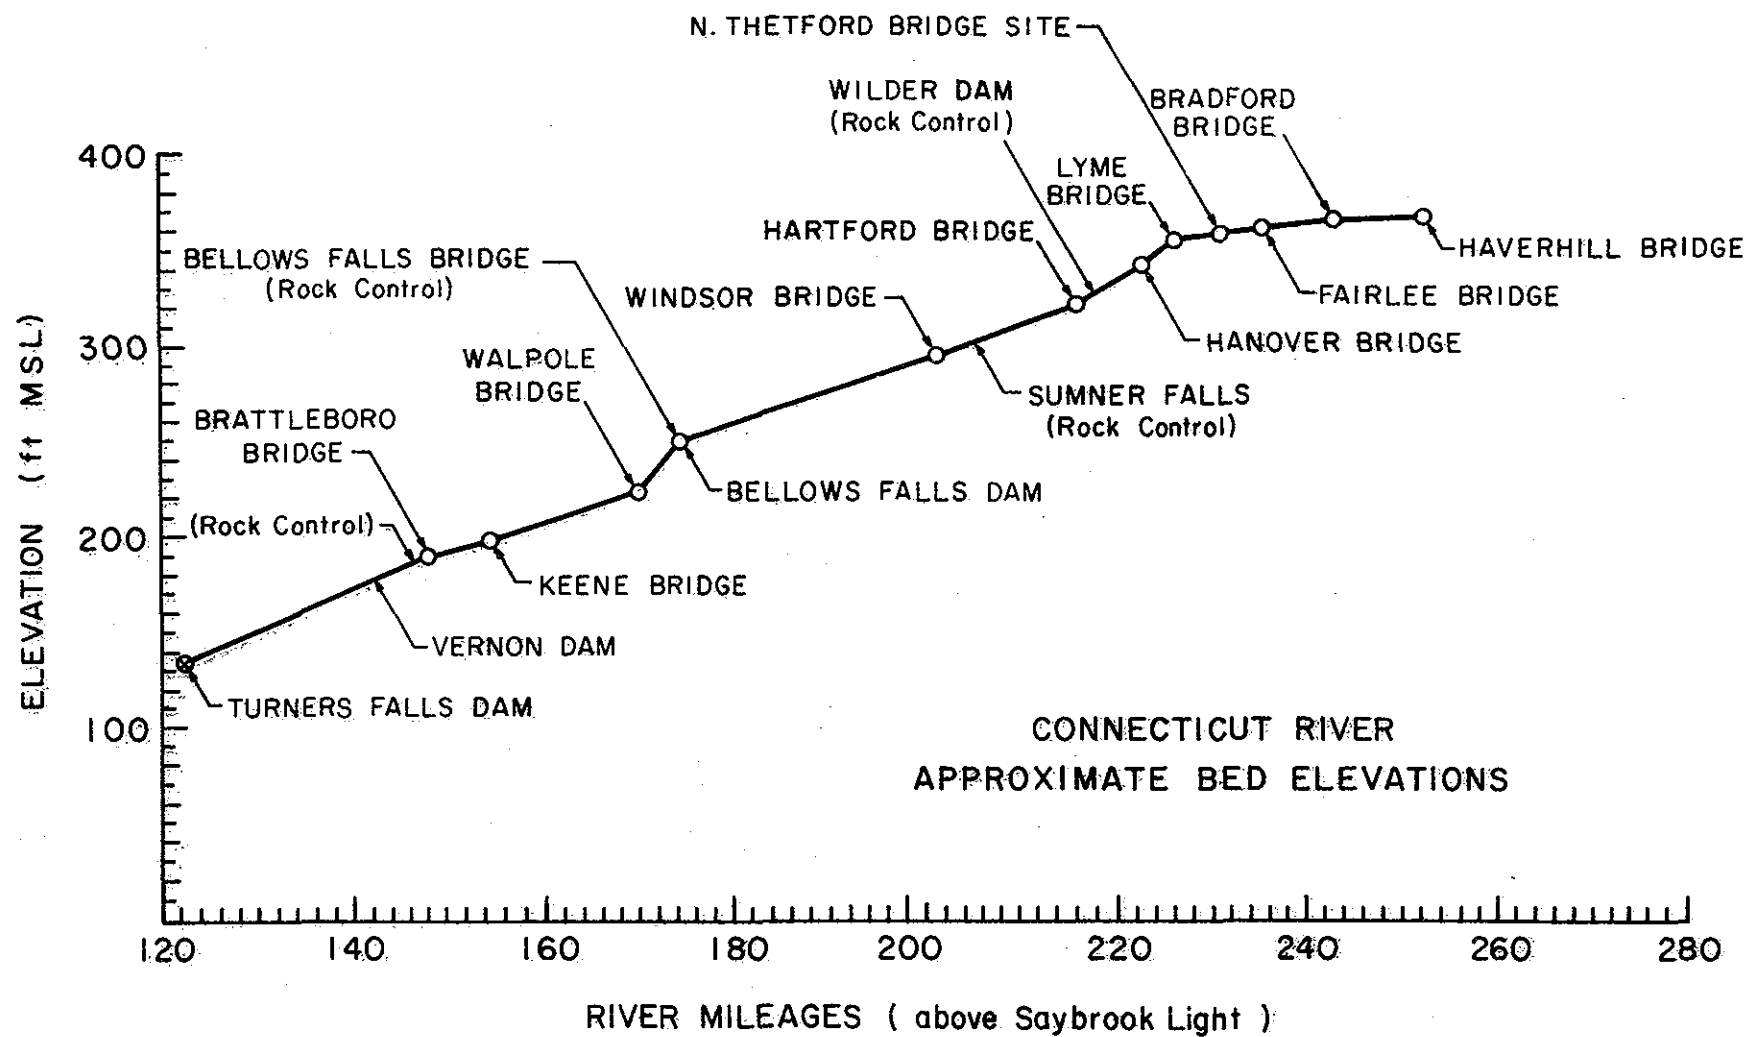 N. THETFORD BRIDGE SITE
WILDER DAM
(Rock Control)
BRADFORD
BRIDGE
LYME
BRIDGE
HARTFORD BRIDGE
HAVERHILL BRIDGE
BELLOWS FALLS BRIDGE
(Rock Control)
WINDSOR BRIDGE
FAIRLEE BRIDGE
HANOVER BRIDGE
WALPOLE
BRIDGE
SUMNER FALLS
(Rock Control)
BRATTLEBORO
BRIDGE
BELLOWS FALLS DAM
(Rock Control)
KEENE BRIDGE
VERNON DAM
TURNERS FALLS DAM
CONNECTICUT RIVER
APPROXIMATE BED ELEVATIONS
ELEVATION (ft MSL)
400
300
200
100
120 140 160 180 200 220 240 260 280
RIVER MILEAGES ( above Saybrook Light )